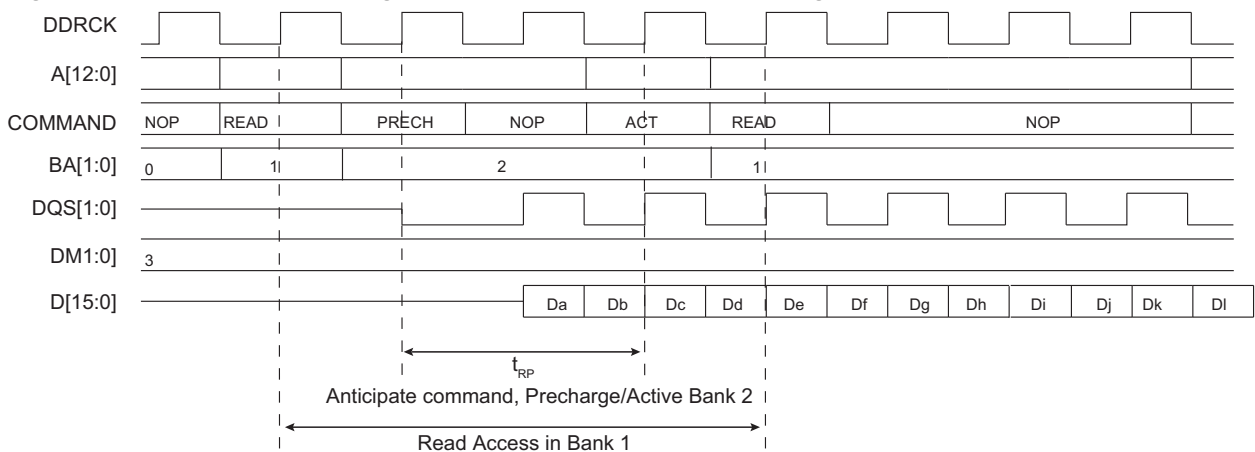 DDRCK
A[12:0]
COMMAND NOP READ PRECH NOP ACT READ NOP
BA[1:0] 0 1 2 1
DQS[1:0]
DM1:0] 3
D[15:0] Da Db Dc Dd De Df Dg Dh Di Dj Dk Dl
tRP
Anticipate command, Precharge/Active Bank 2
Read Access in Bank 1